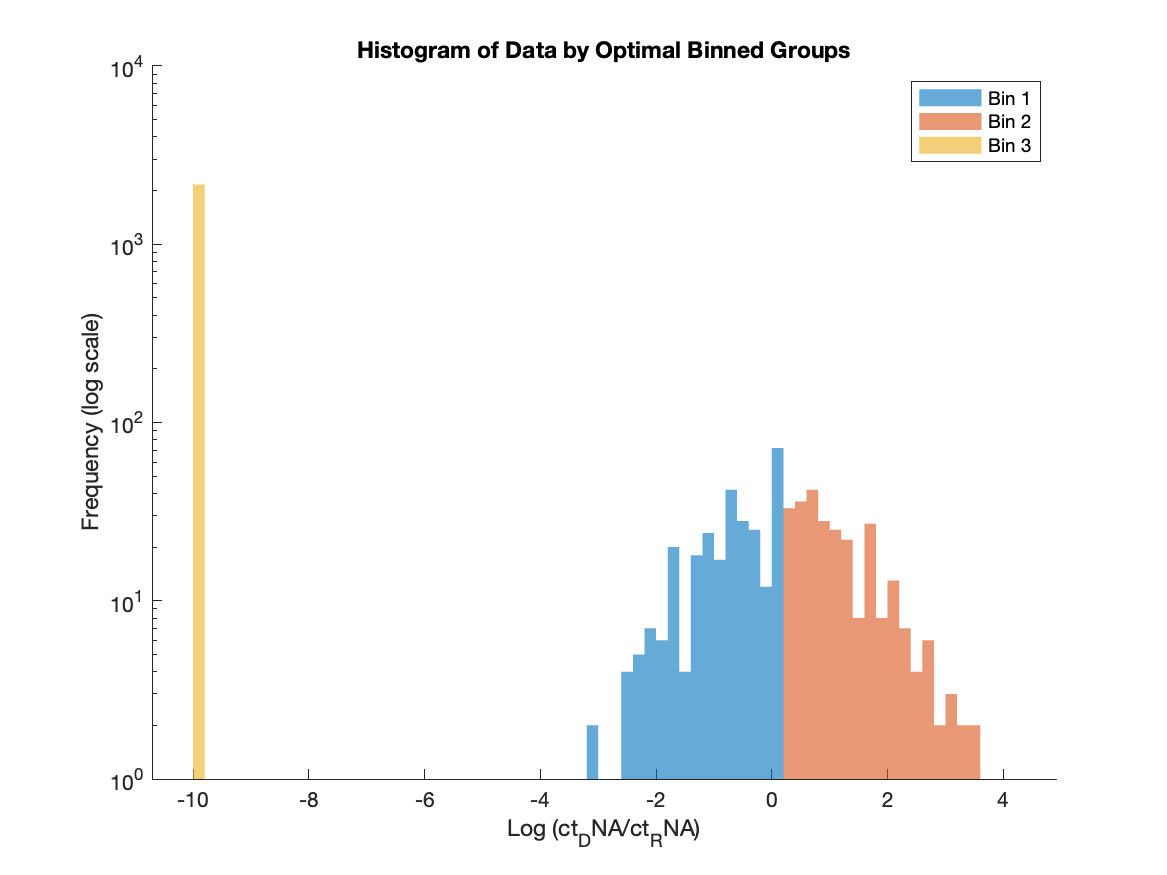 Histogram of Data by Optimal Binned Groups
10^4
10^3
10^2
10^1
10^0
Frequency (log scale)
Bin 1
Bin 2
Bin 3
-10 -8 -6 -4 -2 0 2 4
Log (ct_DNA/ct_RNA)